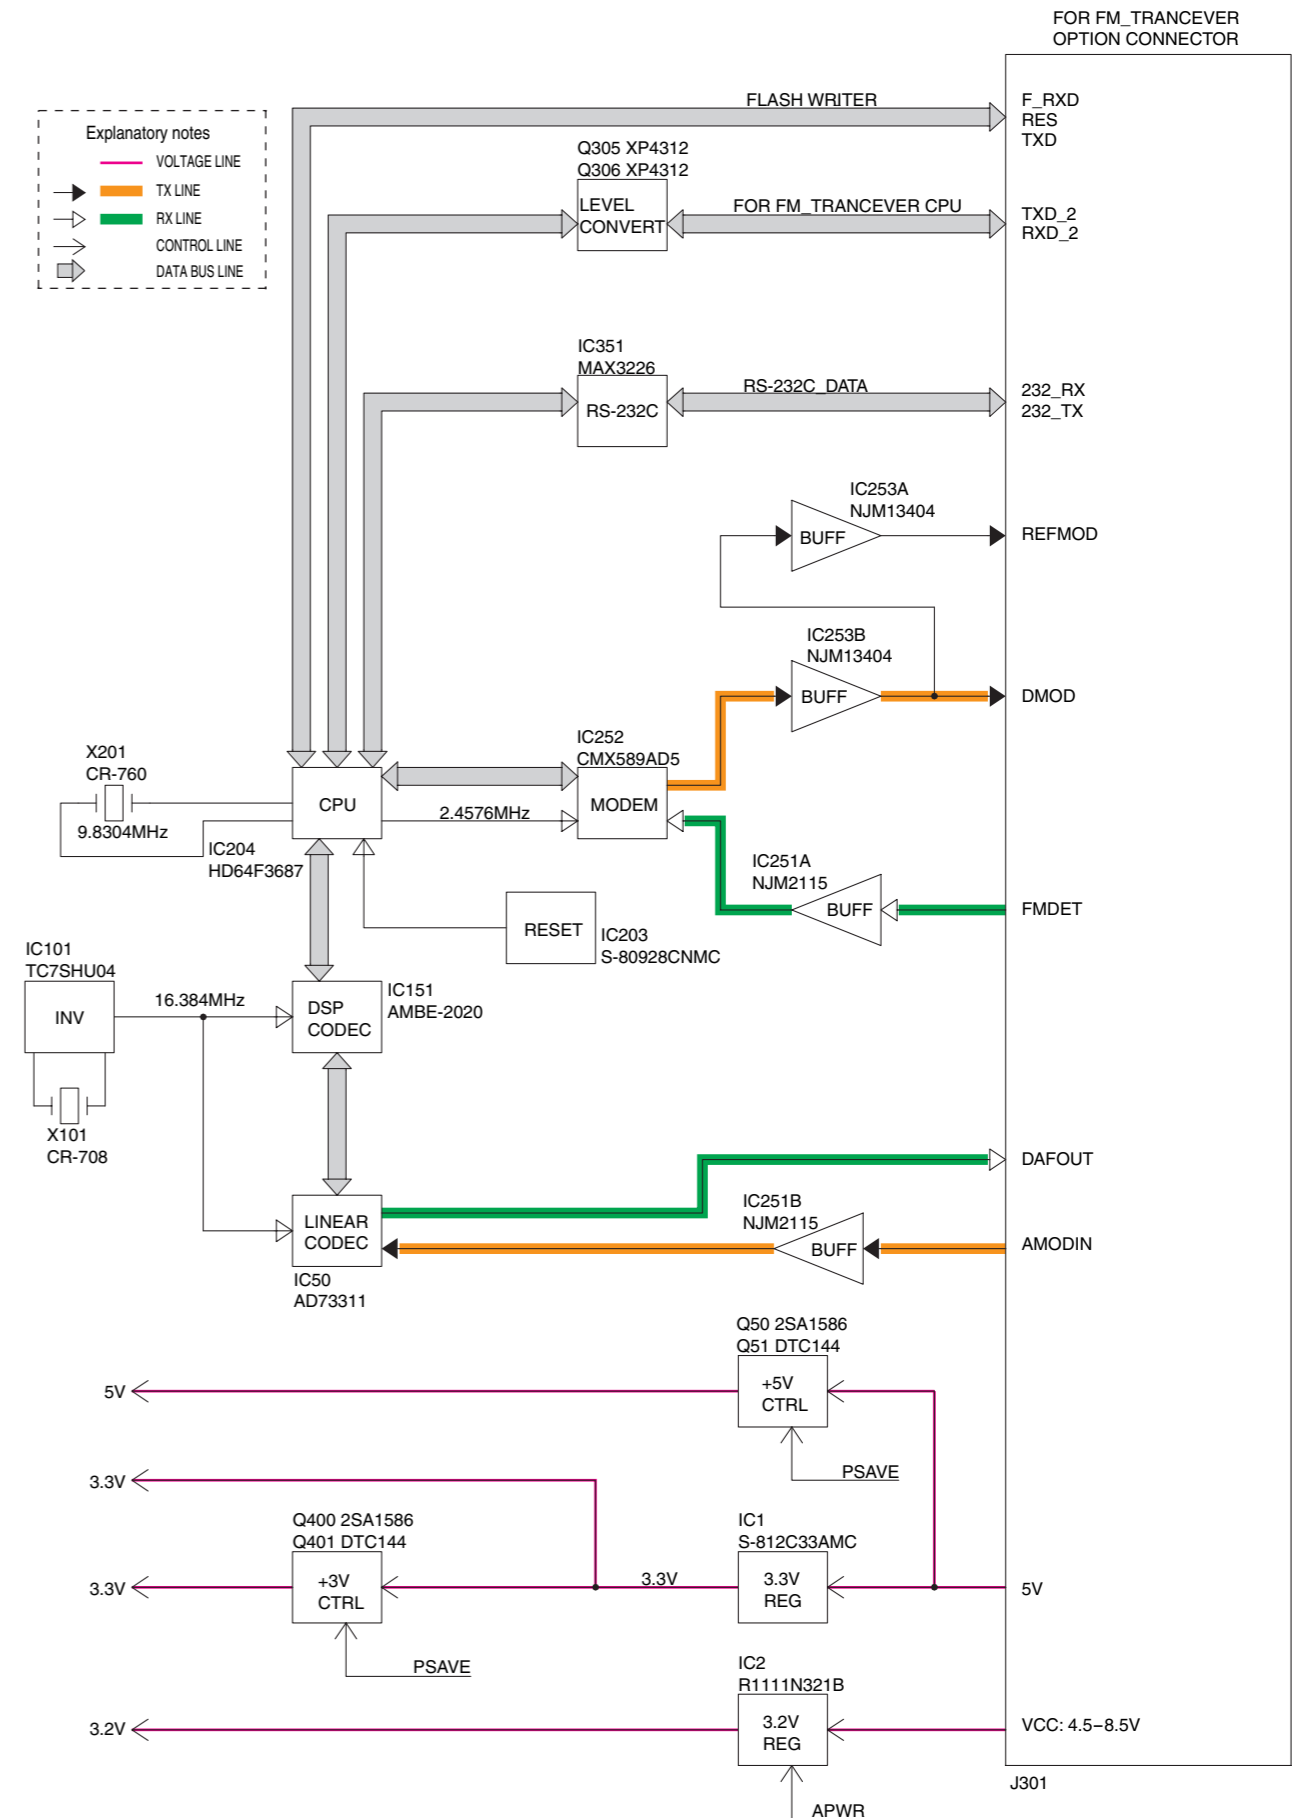 FOR FM_TRANCEVER
OPTION CONNECTOR
Explanatory notes
VOLTAGE LINE
TX LINE
RX LINE
CONTROL LINE
DATA BUS LINE
FLASH WRITER
F_RXD
RES
TXD
Q305 XP4312
Q306 XP4312
LEVEL
CONVERT
FOR FM_TRANCEVER CPU
TXD_2
RXD_2
IC351
MAX3226
RS-232C
RS-232C_DATA
232_RX
232_TX
IC253A
NJM13404
BUFF
REFMOD
IC253B
NJM13404
BUFF
DMOD
X201
CR-760
9.8304MHz
CPU
IC204
HD64F3687
2.4576MHz
IC252
CMX589AD5
MODEM
IC251A
NJM2115
BUFF
FMDET
RESET
IC203
S-80928CNMC
IC101
TC7SHU04
INV
16.384MHz
X101
CR-708
DSP
CODEC
IC151
AMBE-2020
DAFOUT
LINEAR
CODEC
IC50
AD73311
IC251B
NJM2115
BUFF
AMODIN
Q50 2SA1586
Q51 DTC144
+5V
CTRL
5V
PSAVE
3.3V
Q400 2SA1586
Q401 DTC144
+3V
CTRL
3.3V
PSAVE
3.3V
IC1
S-812C33AMC
3.3V
REG
5V
IC2
R1111N321B
3.2V
REG
3.2V
VCC: 4.5–8.5V
J301
APWR